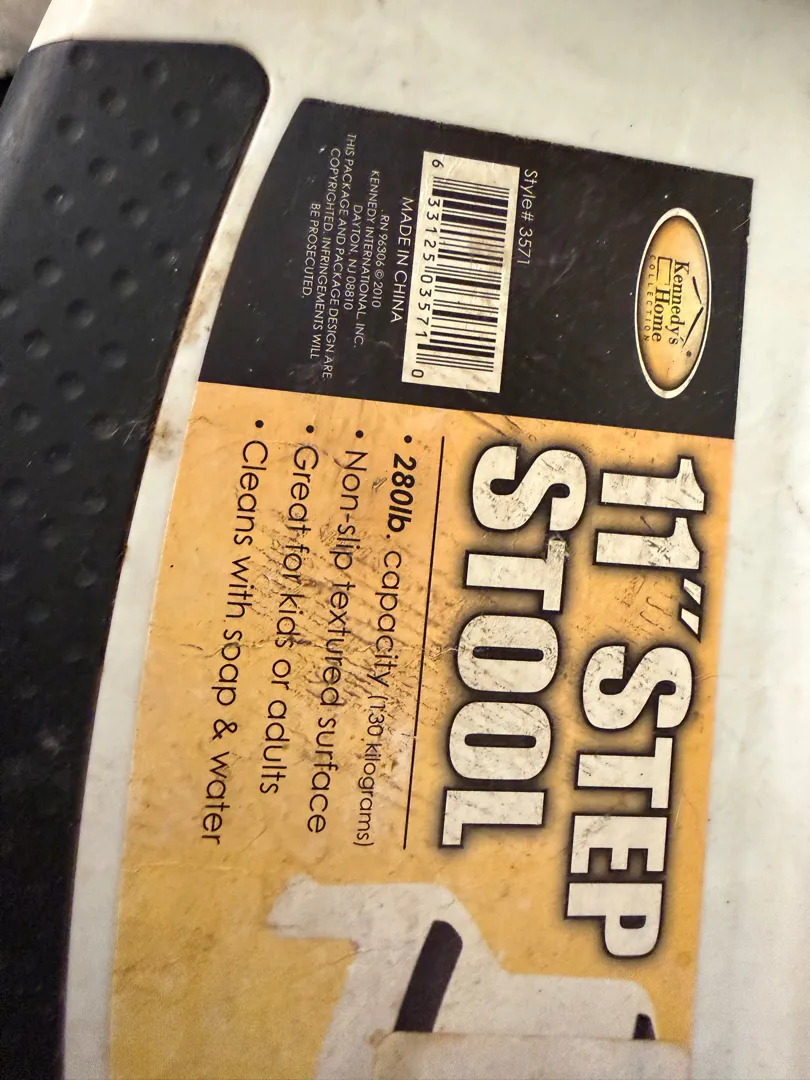 Kennedy's
Home
COLLECTION
Style# 3571
6 33125 03571 0
MADE IN CHINA
RN 96306 © 2010
KENNEDY INTERNATIONAL, INC.
DAYTON, NJ 08810
THIS PACKAGE AND PACKAGE DESIGN ARE
COPYRIGHTED. INFRINGEMENTS WILL
BE PROSECUTED.
11" STEP
STOOL
• 280lb. capacity (130 kilograms)
• Non-slip textured surface
• Great for kids or adults
• Cleans with soap & water